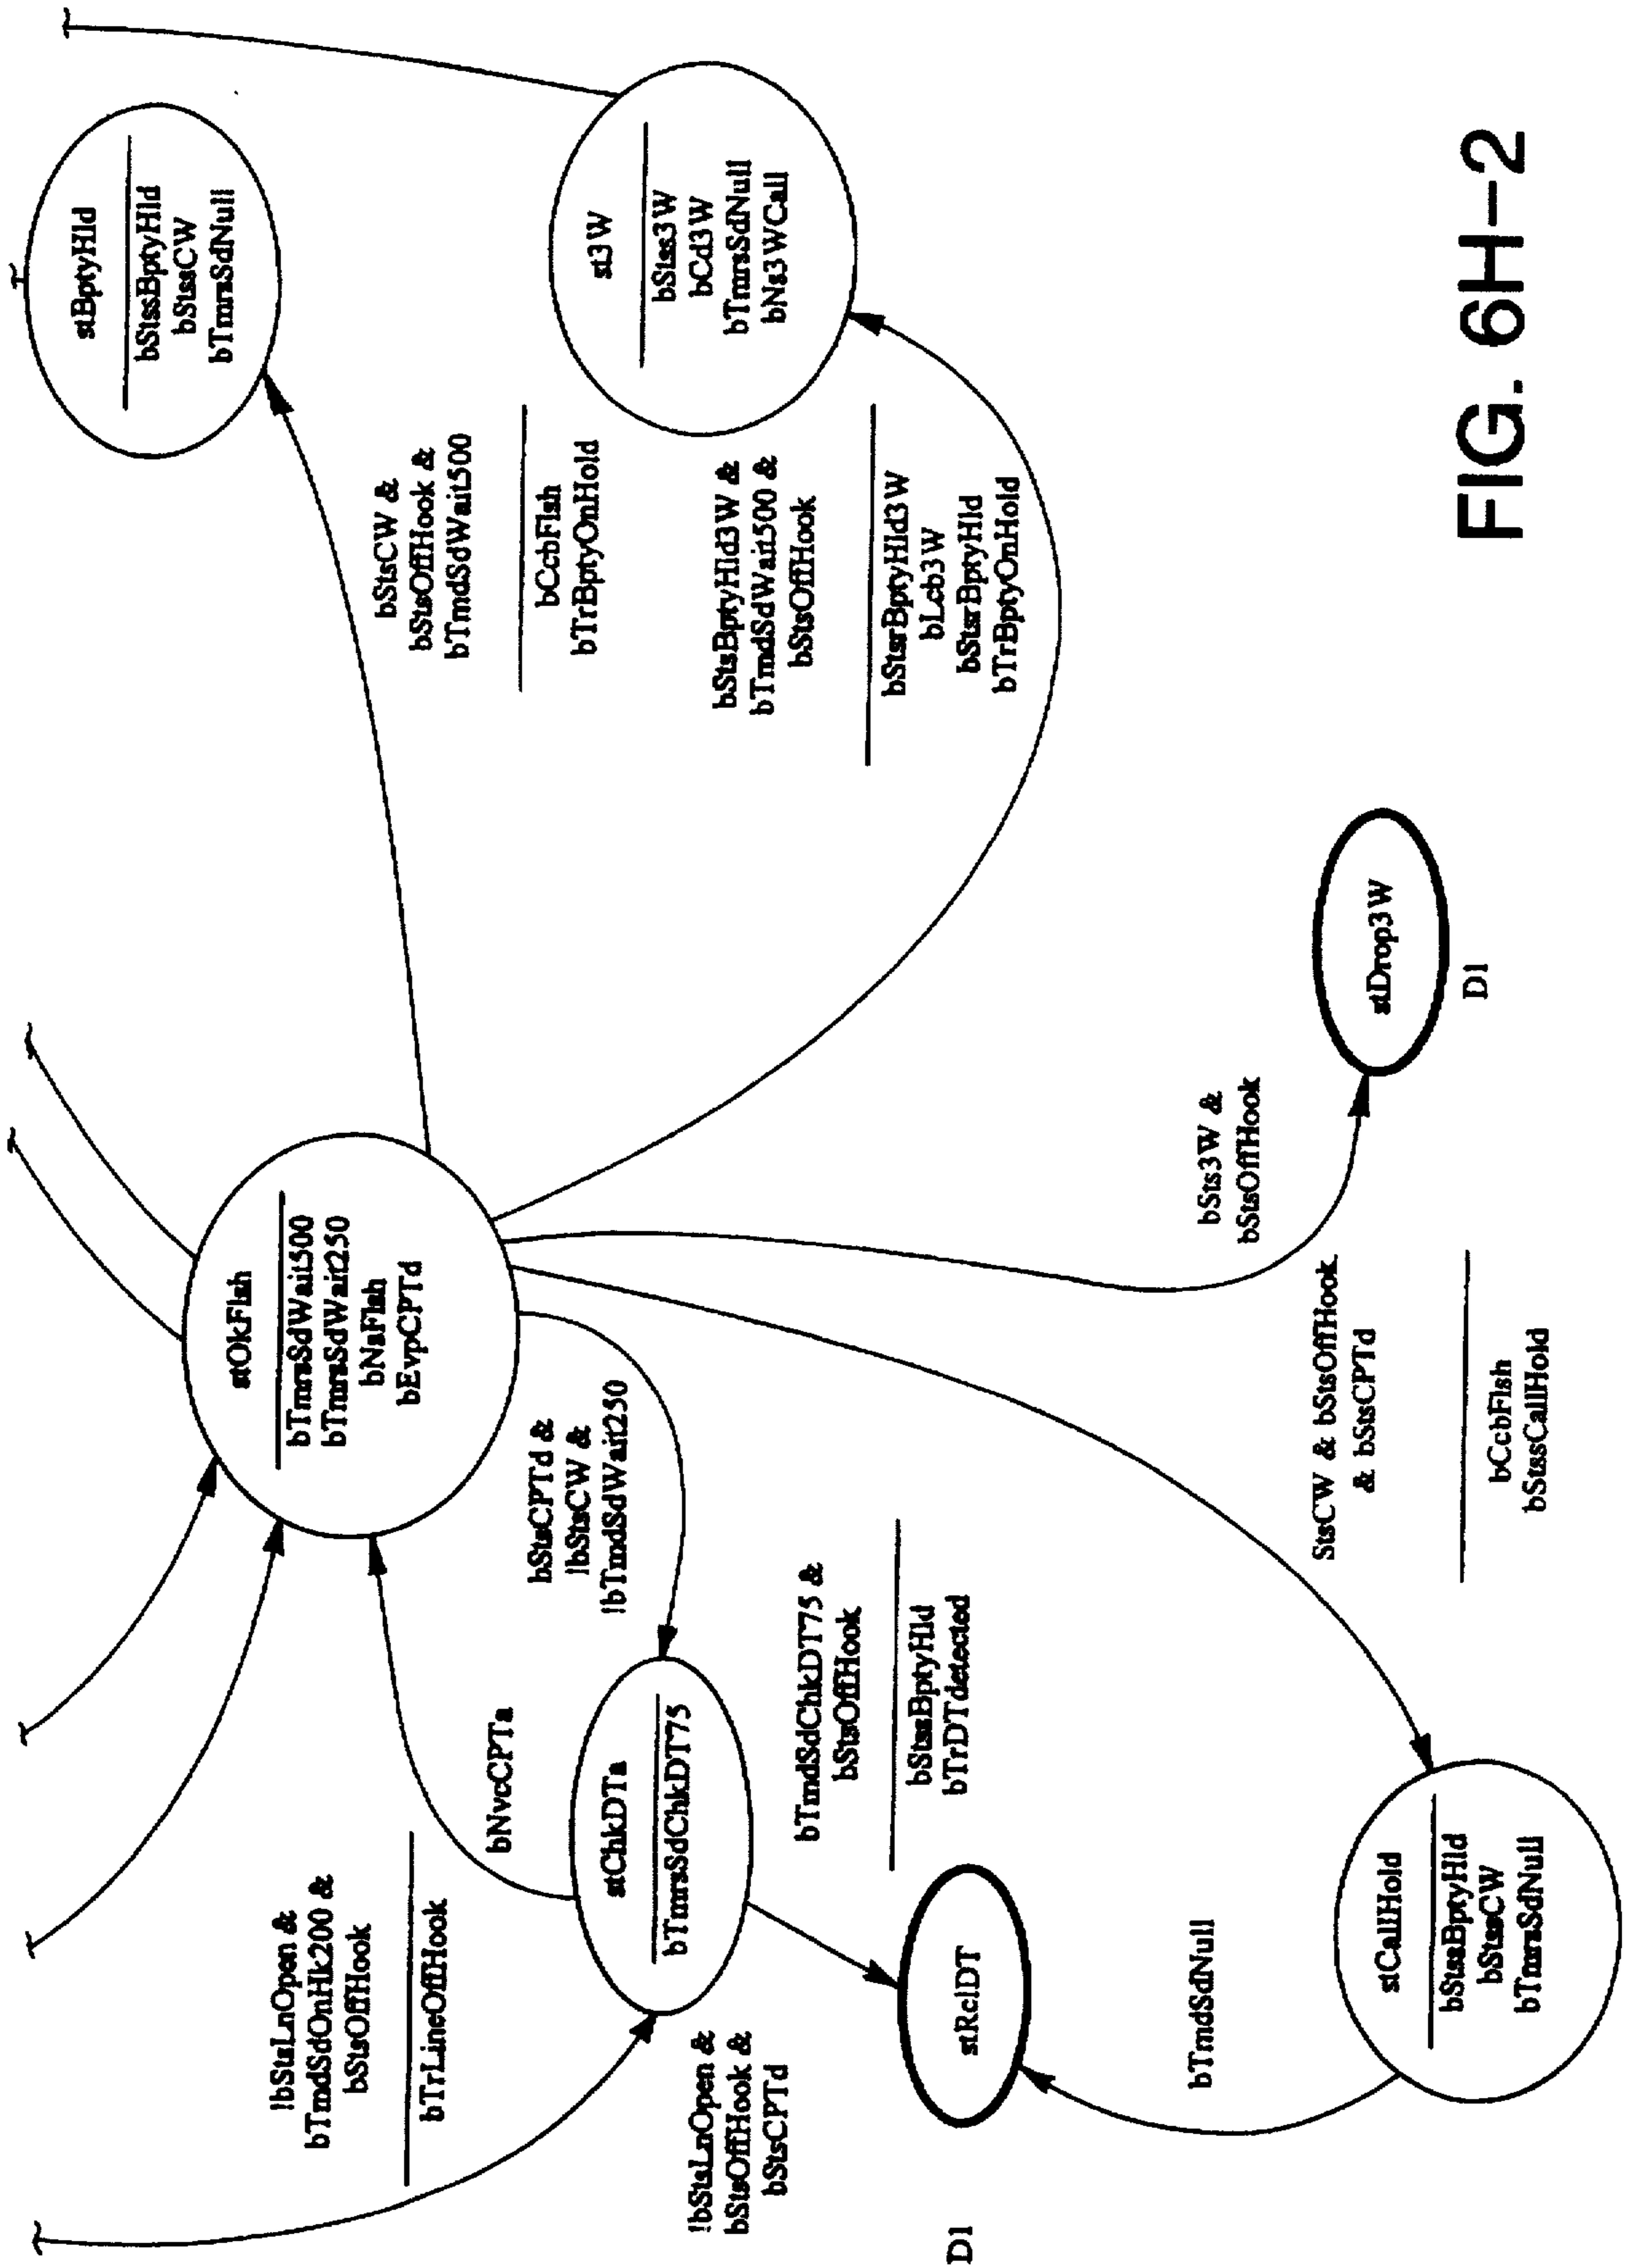 stBptyHld
bStssBptyHld
bStssCW
bTmrsSdNull
st3W
bStss3W
bCd3W
bTmrsSdNull
bNs3WCall
bStsCW &
bStsOffHook &
bTmdSdWait500
bCcbFlsh
bTrBptyOnHold
bStsBptyHld3W &
bTmdSdWait500 &
bStsOffHook
bStsrBptyHld3W
bLcb3W
bStsrBptyHld
bTrBptyOnHold
stOkFlsh
bTmrsSdWait500
bTmrsSdWait250
bNsFlsh
bEvpCPTd
bStsCPTd &
!bStsCW &
!bTmdSdWait250
bSts3W &
bStsOffHook
stDrop3W
D1
StsCW & bStsOffHook
& bStsCPTd
bCcbFlsh
bStssCallHold
!bStsLnOpen &
bTmdSdOnHk200 &
bStsOffHook
bTrLineOffHook
bNvcCPTa
stChkDTa
bTmrsSdChkDT75
bTmdSdChkDT75 &
bStsOffHook
bStssBptyHld
bTrDTdetected
!bStsLnOpen &
bStsOffHook &
bStsCPTd
stRclDT
D1
bTmdSdNull
stCallHold
bStssBptyHld
bStssCW
bTmrsSdNull
FIG. 6H-2